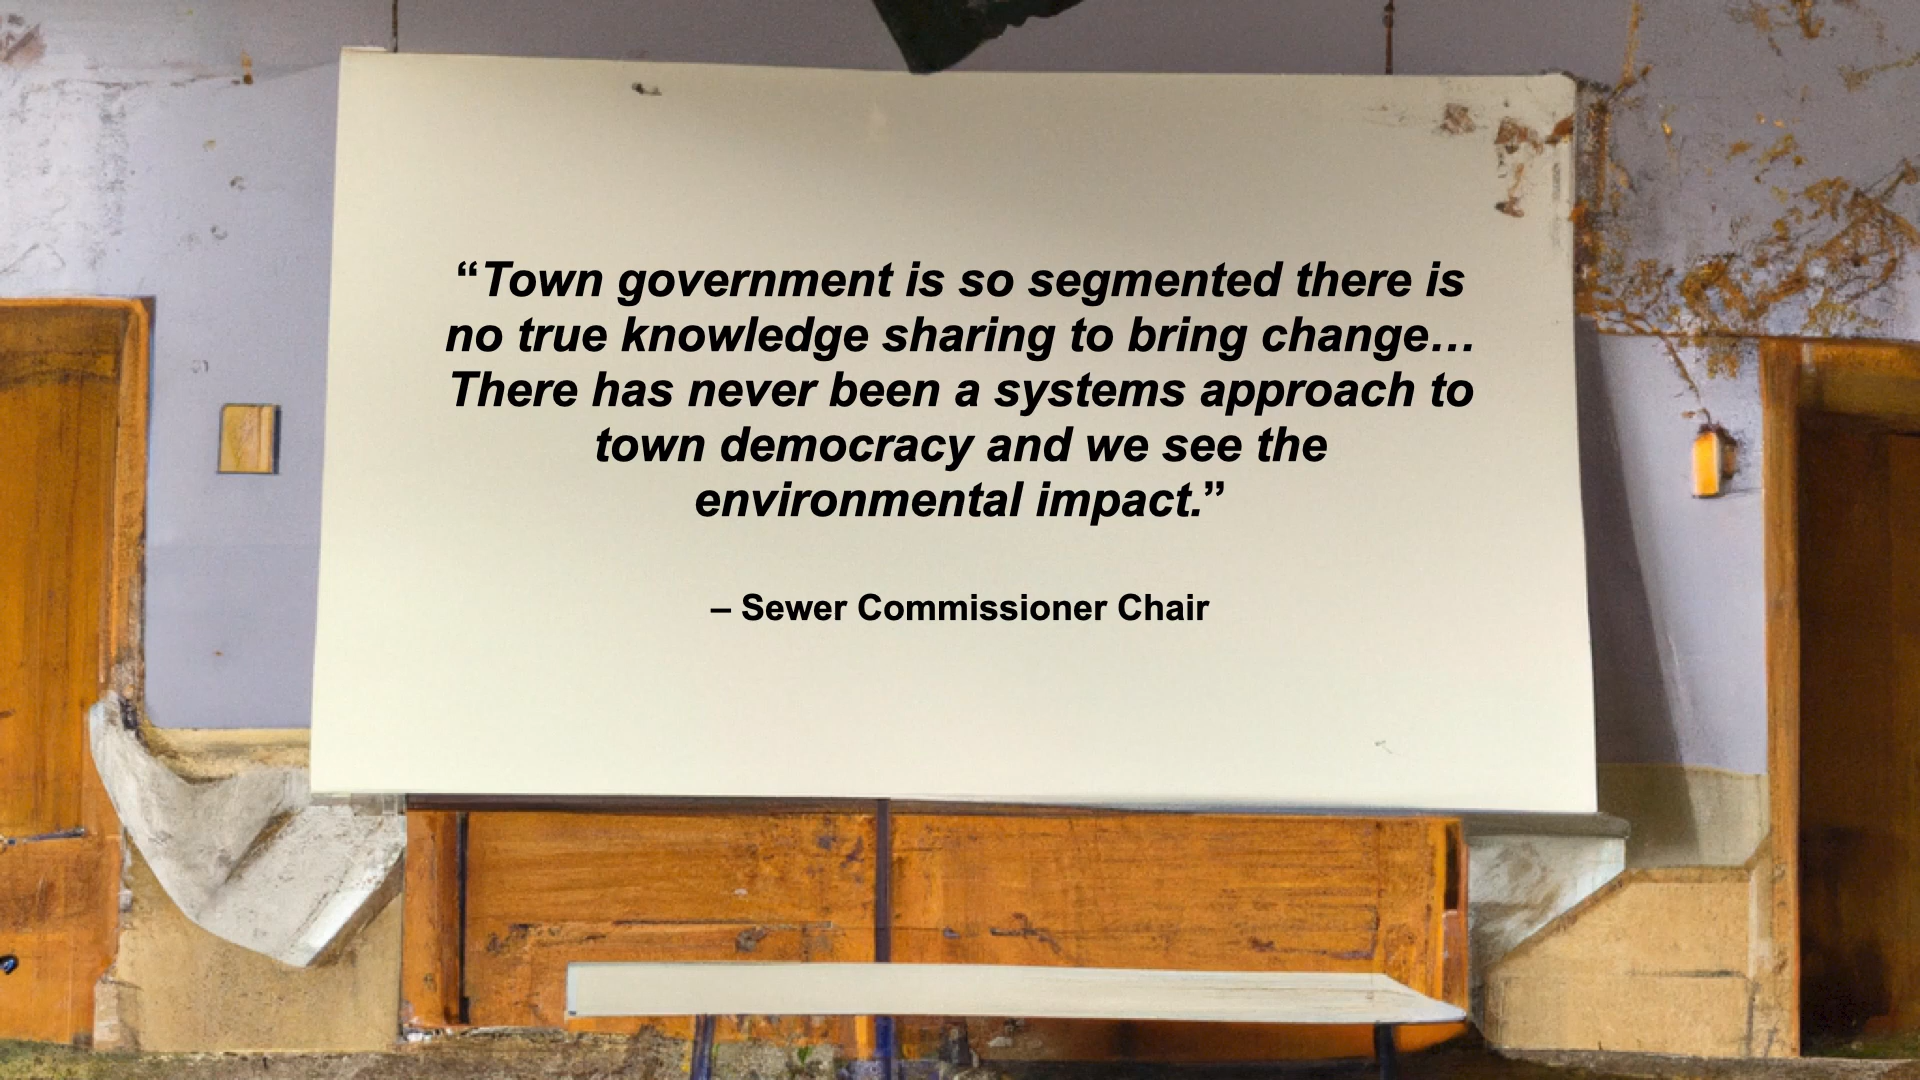 “Town government is so segmented there is
no true knowledge sharing to bring change…
There has never been a systems approach to
town democracy and we see the
environmental impact.”
– Sewer Commissioner Chair